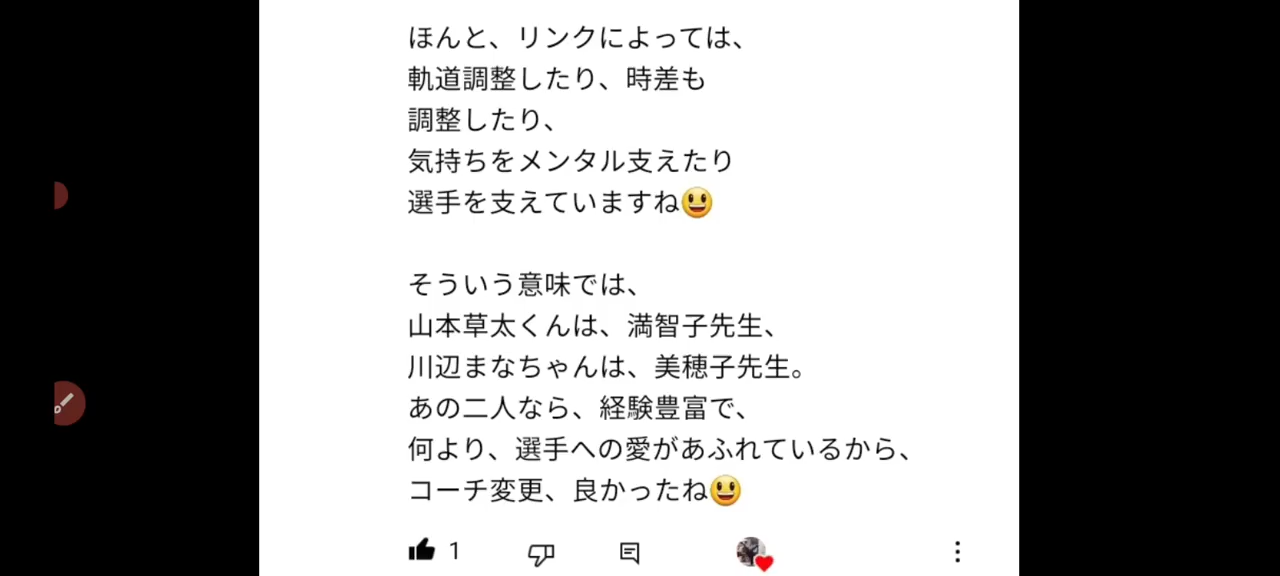 ほんと、リンクによっては、
軌道調整したり、時差も
調整したり、
気持ちをメンタル支えたり
選手を支えていますね😃
そういう意味では、
山本草太くんは、満智子先生、
川辺まなちゃんは、美穂子先生。
あの二人なら、経験豊富で、
何より、選手への愛があふれているから、
コーチ変更、良かったね😃
1